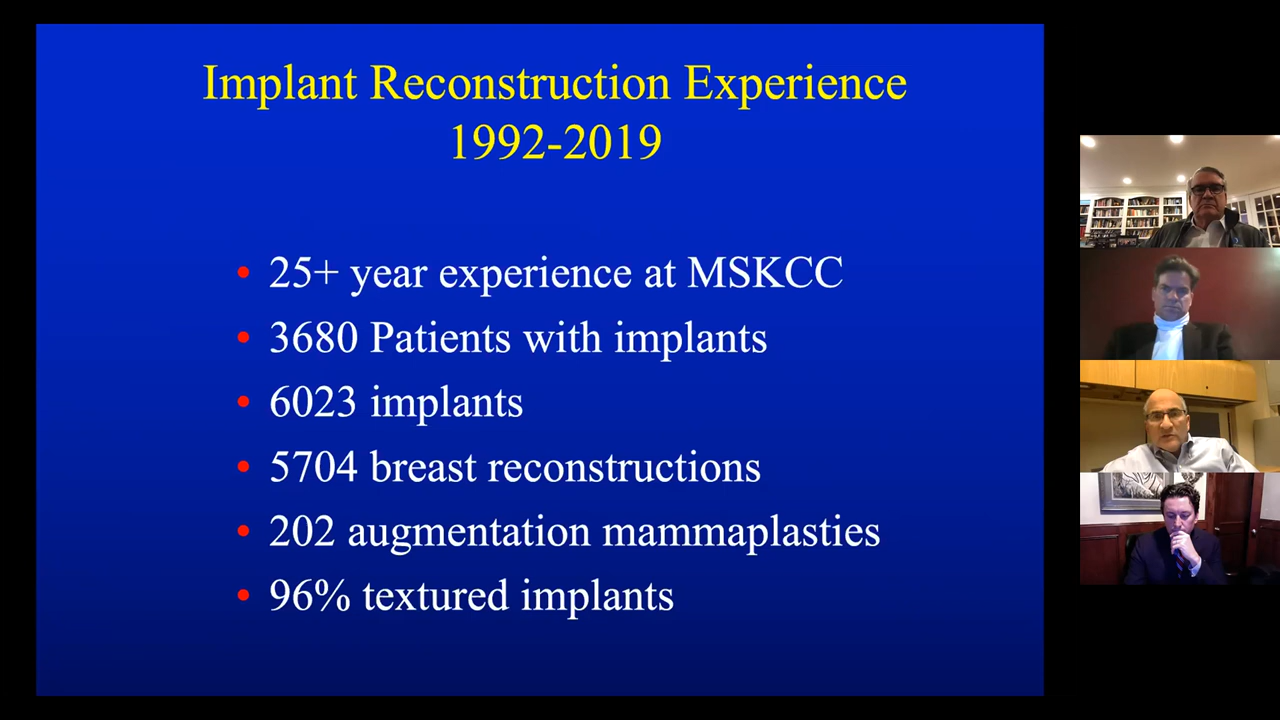 Implant Reconstruction Experience
1992-2019
• 25+ year experience at MSKCC
• 3680 Patients with implants
• 6023 implants
• 5704 breast reconstructions
• 202 augmentation mammaplasties
• 96% textured implants